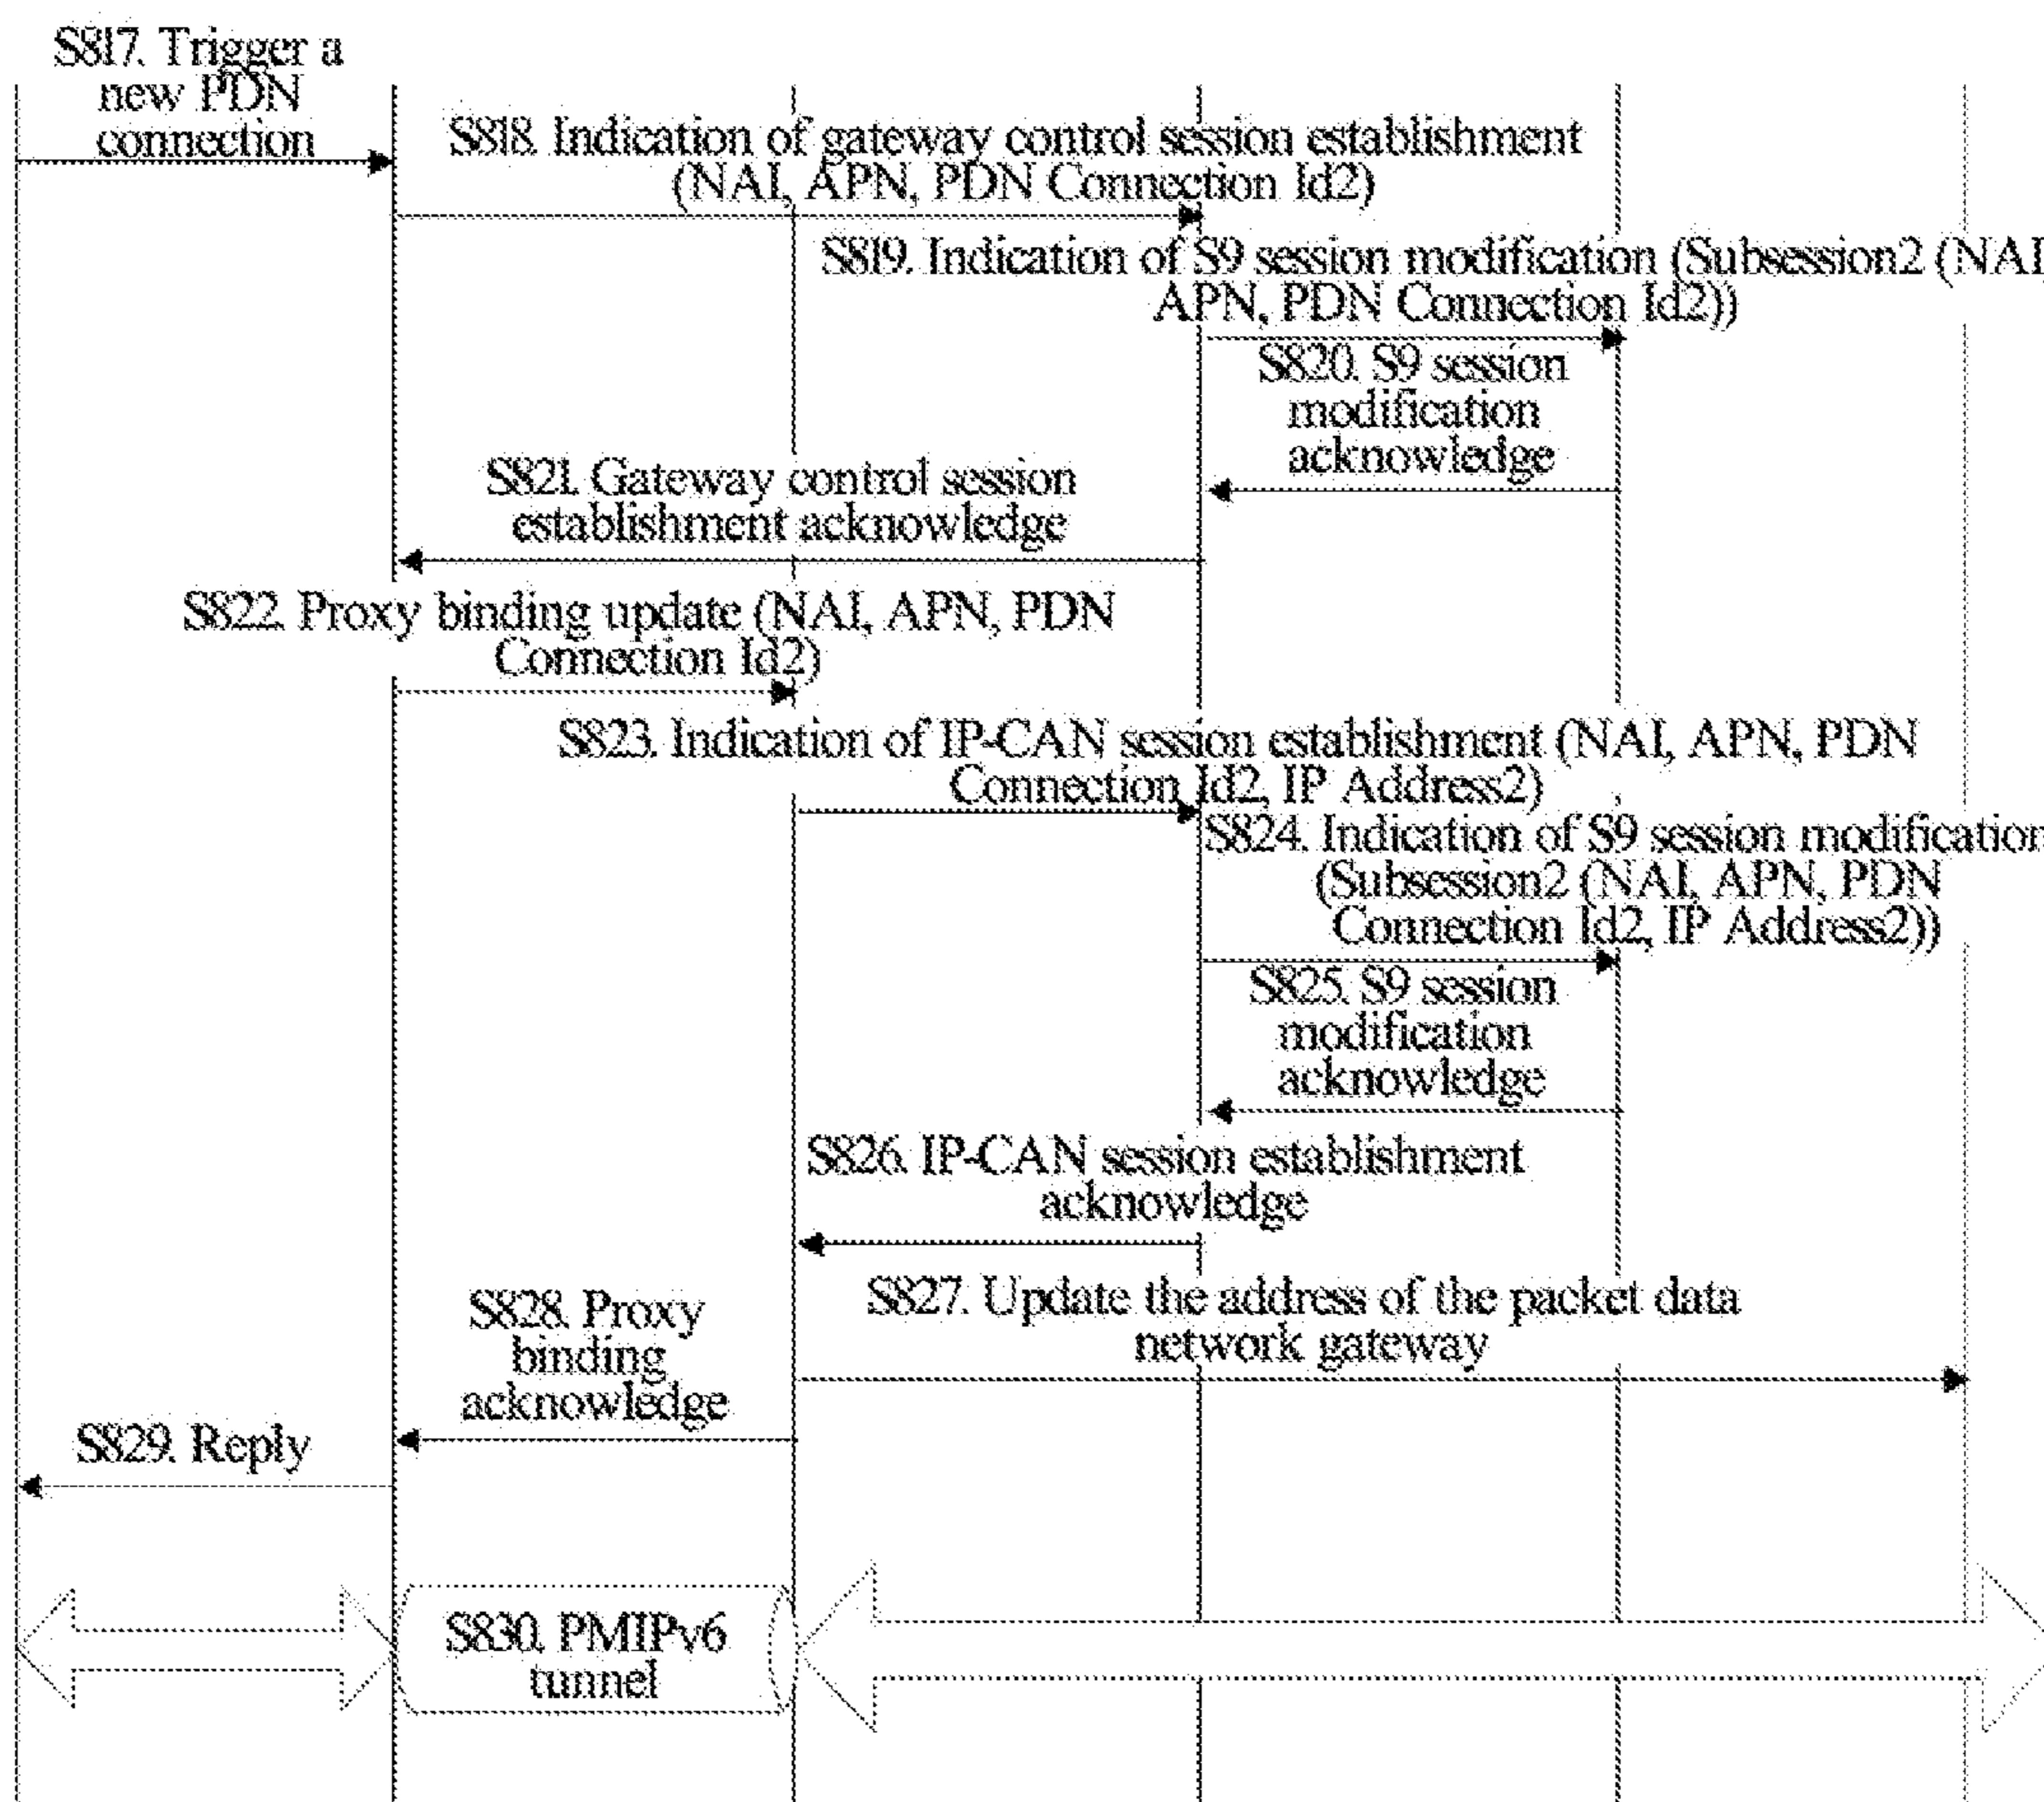 S817. Trigger a
new PDN
connection
S818. Indication of gateway control session establishment
(NAI, APN, PDN Connection Id2)
S819. Indication of S9 session modification (Subsession2 (NAI,
APN, PDN Connection Id2))
S820. S9 session
modification
acknowledge
S821. Gateway control session
establishment acknowledge
S822. Proxy binding update (NAI, APN, PDN
Connection Id2)
S823. Indication of IP-CAN session establishment (NAI, APN, PDN
Connection Id2, IP Address2)
S824. Indication of S9 session modification
(Subsession2 (NAI, APN, PDN
Connection Id2, IP Address2))
S825. S9 session
modification
acknowledge
S826. IP-CAN session establishment
acknowledge
S827. Update the address of the packet data
network gateway
S828. Proxy
binding
acknowledge
S829. Reply
S830. PMIPv6
tunnel